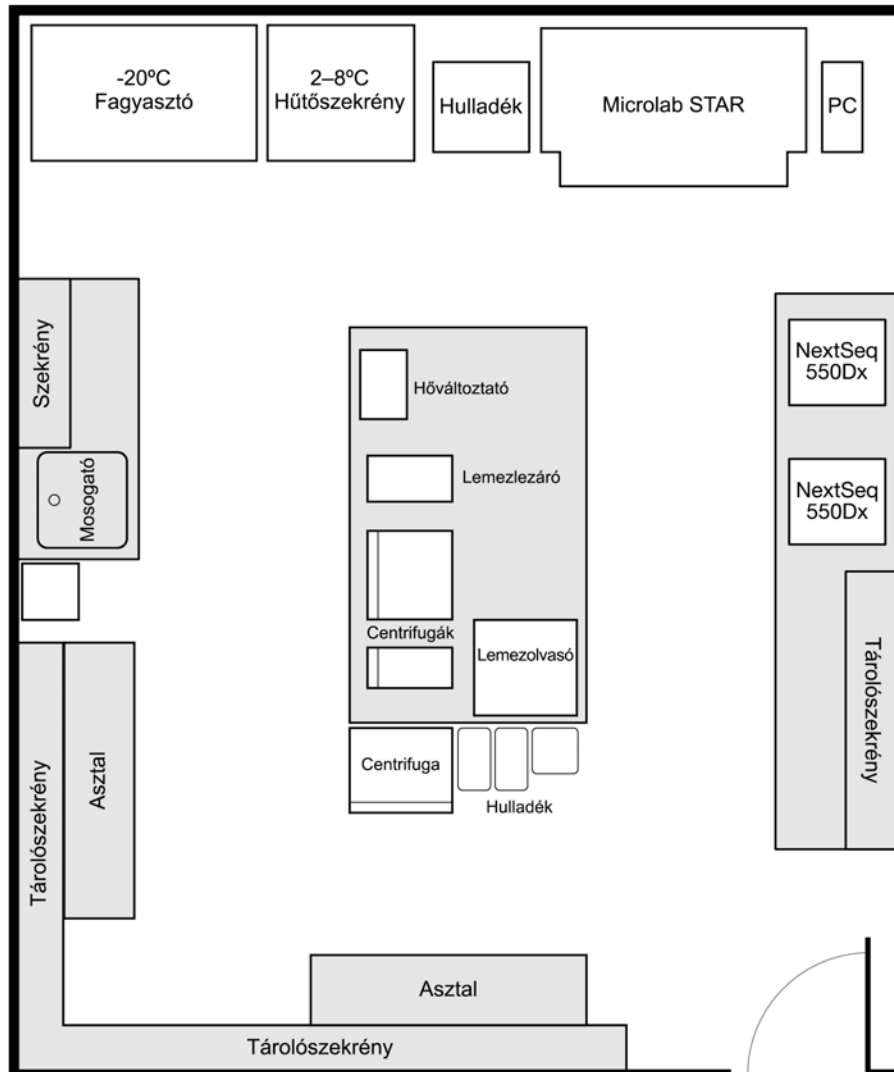 -20ºC
Fagyasztó
2–8ºC
Hűtőszekrény
Hulladék
Microlab STAR
PC
Szekrény
Mosogató
Hőváltoztató
Lemezlezáró
Centrifugák
Lemezolvasó
Centrifuga
Hulladék
NextSeq
550Dx
NextSeq
550Dx
Tárolószekrény
Tárolószekrény
Asztal
Asztal
Tárolószekrény